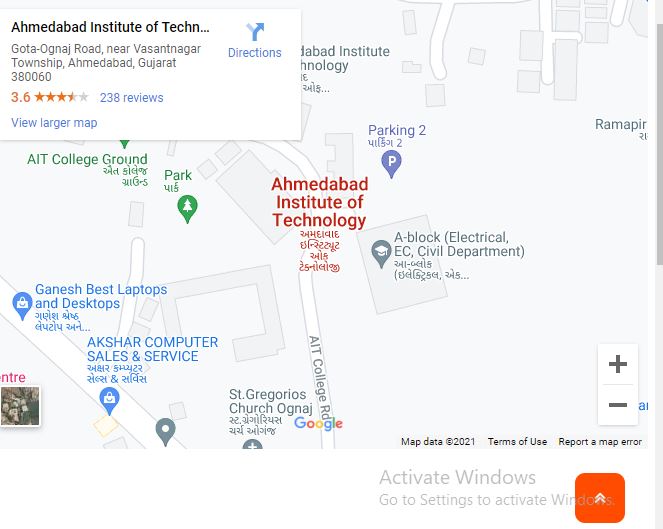 Ahmedabad Institute of Techn...
Gota-Ognaj Road, near Vasantnagar
Township, Ahmedabad, Gujarat
380060
3.6
238 reviews
View larger map
Directions
dabad Institute
hnology
Parking 2
પાર્કિંગ 2
Ramapir
AIT College Ground
ઐત કોલેજ
ગ્રાઉન્ડ
Park
પાર્ક
P
Ahmedabad
Institute of
Technology
અમદાવાદ
ઇન્સ્ટિટ્યૂટ
ઓફ
ટેકનોલોજી
A-block (Electrical,
EC, Civil Department)
આ-બ્લોક
(ઇલેક્ટ્રિકલ, એક...
Ganesh Best Laptops
and Desktops
ગણેશ શ્રેષ્ઠ
લેપટોપ અને...
AKSHAR COMPUTER
SALES & SERVICE
અક્ષર કમ્પ્યૂટર
સેલ્સ & સર્વિસ
AIT College Rd
entre
St.Gregorios
Church Ognaj
સ્ટ.ગ્રેગોરિયસ
ચર્ચ ઓગંજ
Google
Map data ©2021
Terms of Use
Report a map error
Activate Windows
Go to Settings to activate Windows.